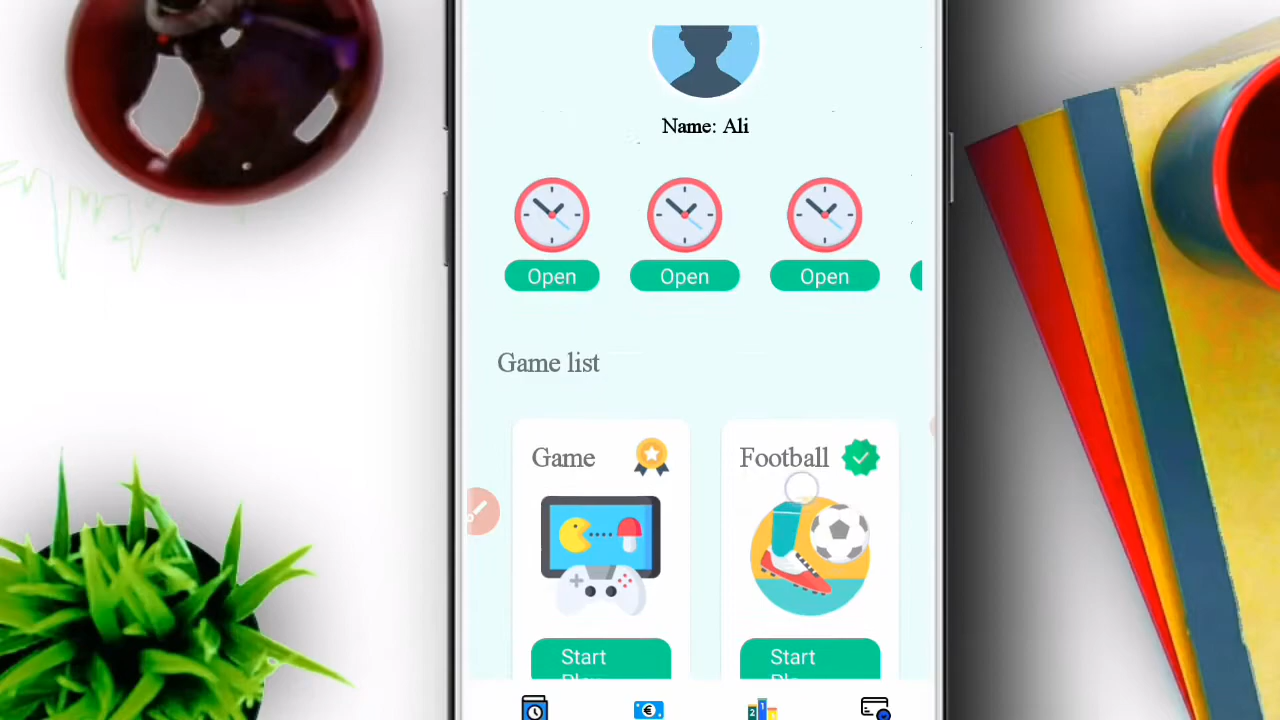 Name: Ali
Open
Open
Open
Game list
Game
Football
Start
Start